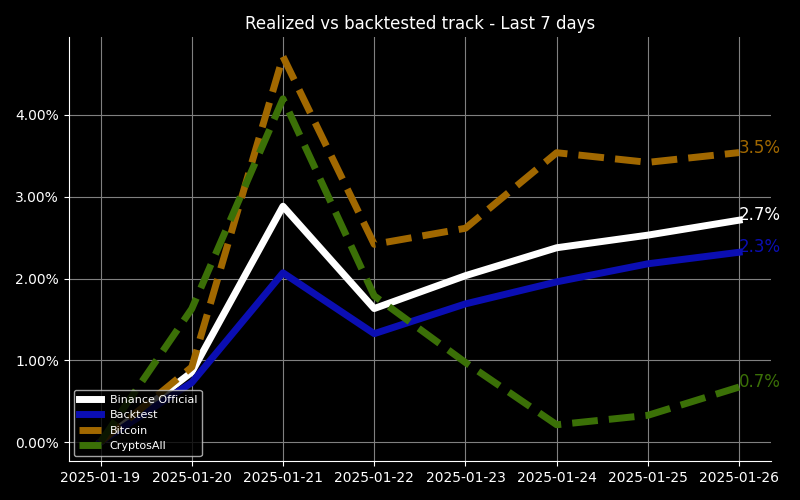 Realized vs backtested track - Last 7 days
4.00%
3.00%
2.00%
1.00%
0.00%
3.5%
2.7%
2.3%
0.7%
Binance Official
Backtest
Bitcoin
CryptosAll
2025-01-19 2025-01-20 2025-01-21 2025-01-22 2025-01-23 2025-01-24 2025-01-25 2025-01-26